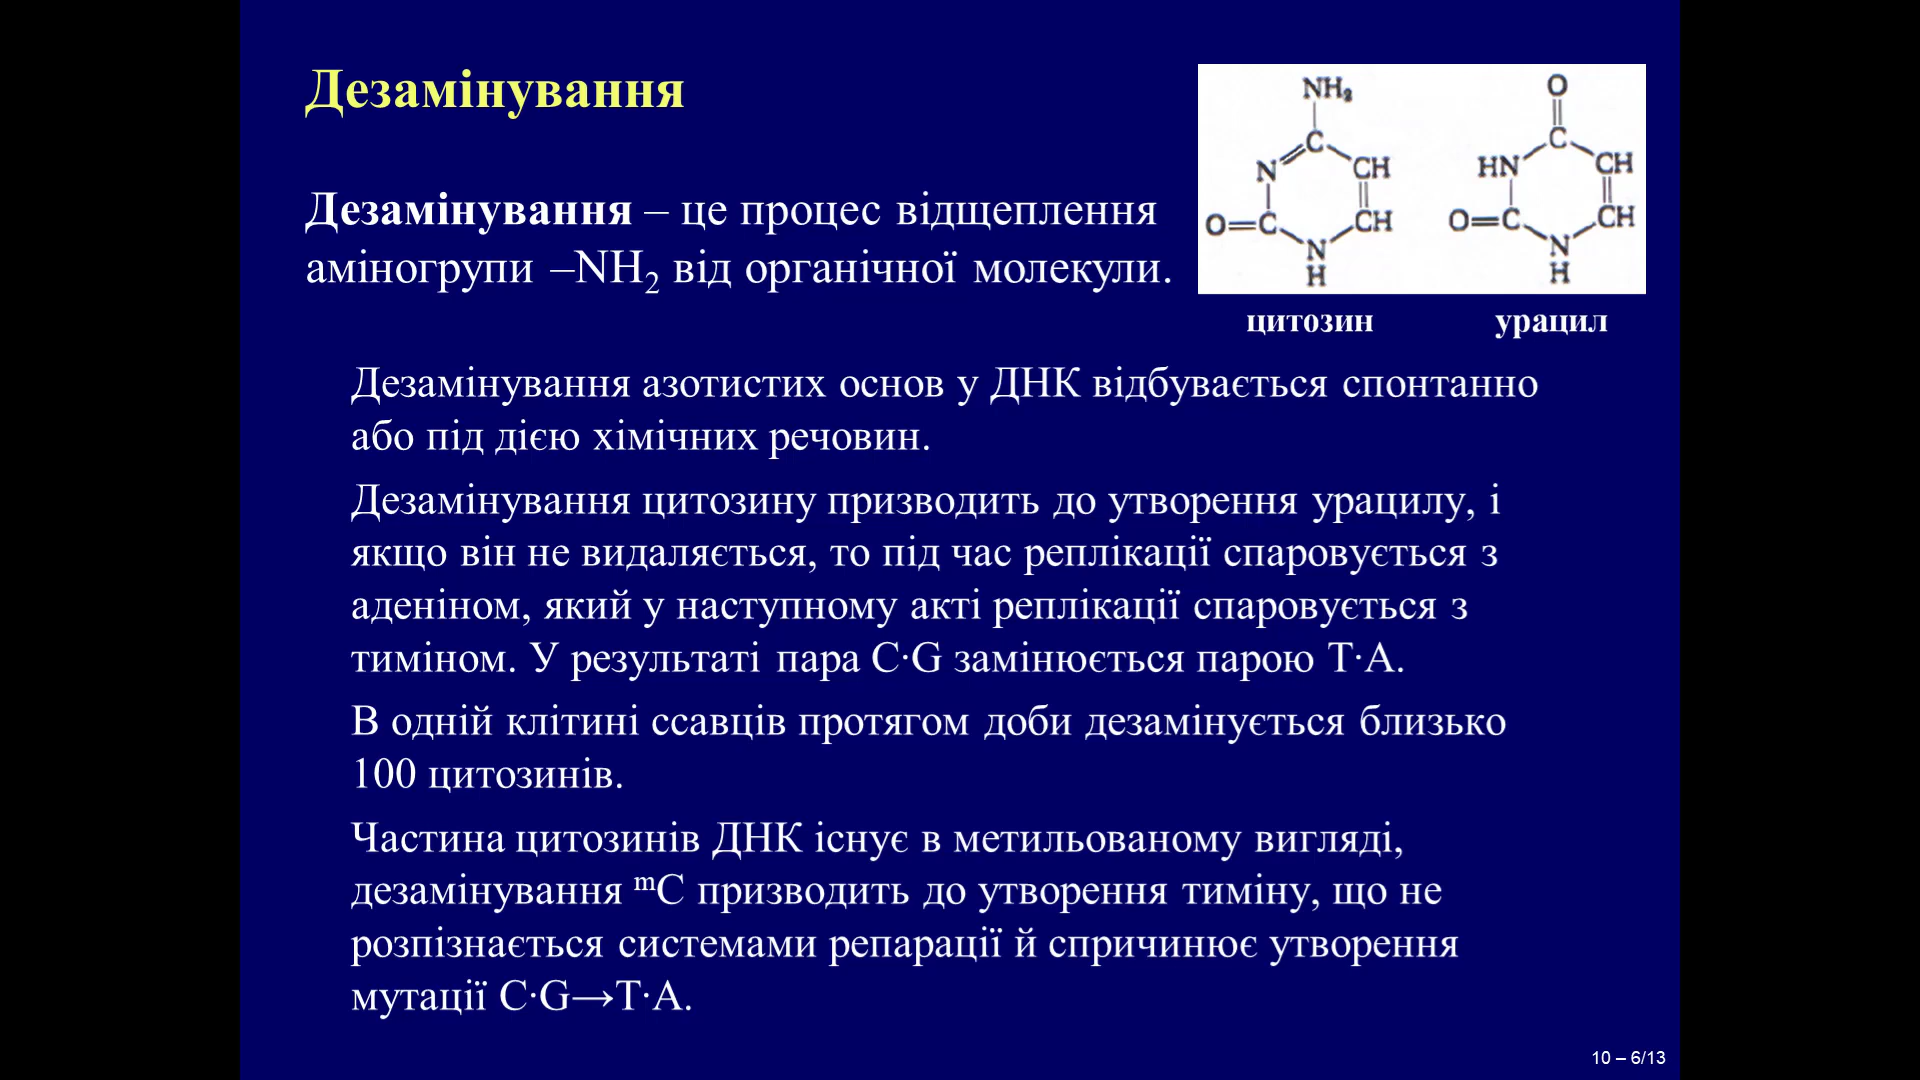 Дезамінування
Дезамінування – це процес відщеплення
аміногрупи –NH₂ від органічної молекули.
NH₂
C
N
CH
O=C
CH
N
H
O
C
HN
CH
O=C
CH
N
H
цитозин
урацил
Дезамінування азотистих основ у ДНК відбувається спонтанно
або під дією хімічних речовин.
Дезамінування цитозину призводить до утворення урацилу, і
якщо він не видаляється, то під час реплікації спаровується з
аденіном, який у наступному акті реплікації спаровується з
тиміном. У результаті пара C·G замінюється парою T·A.
В одній клітині ссавців протягом доби дезамінується близько
100 цитозинів.
Частина цитозинів ДНК існує в метильованому вигляді,
дезамінування ᵐC призводить до утворення тиміну, що не
розпізнається системами репарації й спричинює утворення
мутації C·G→T·A.
10 – 6/13